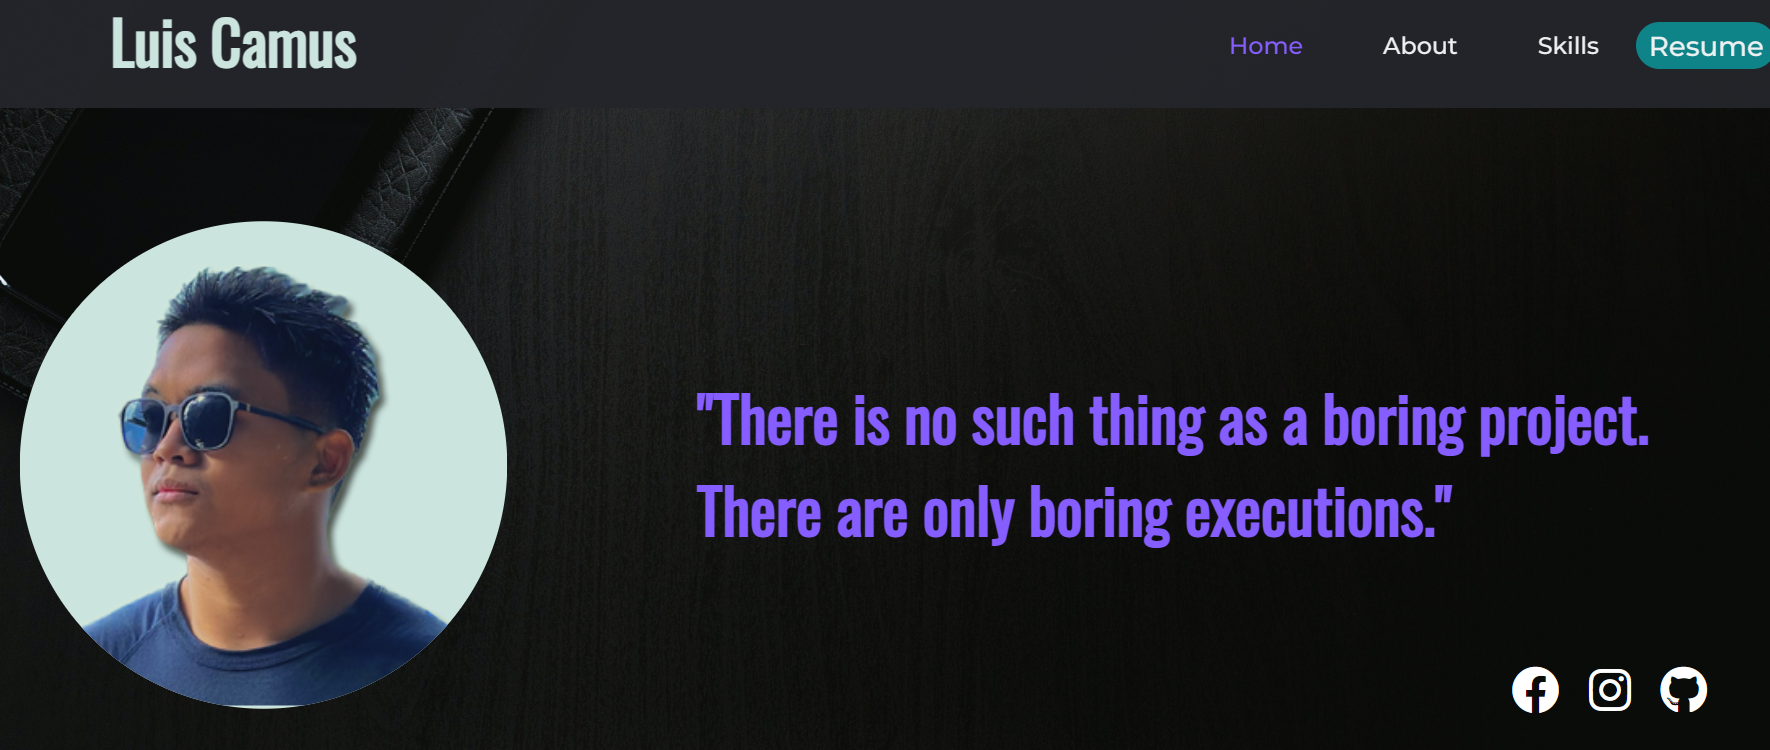 Luis Camus
Home About Skills Resume
"There is no such thing as a boring project.
There are only boring executions."